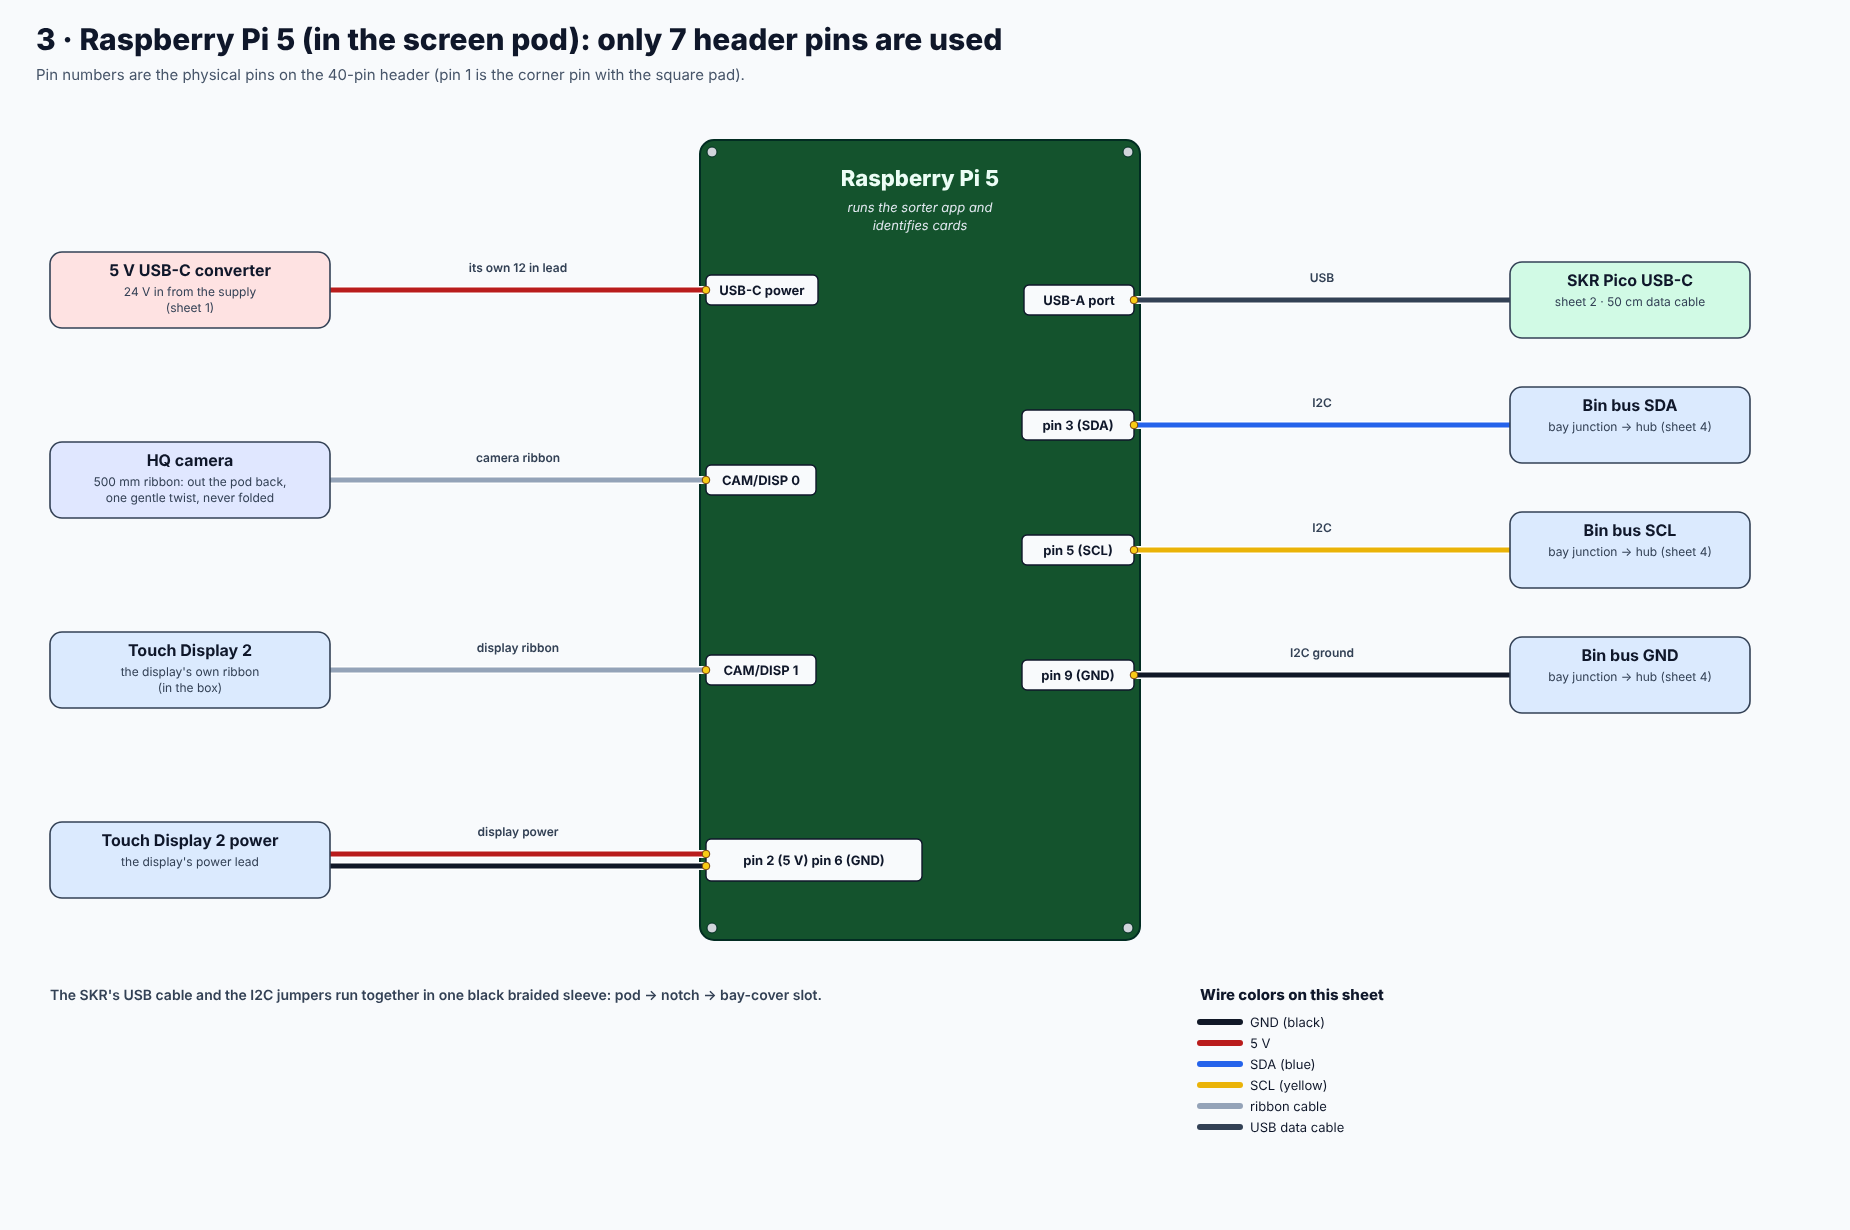 3 · Raspberry Pi 5 (in the screen pod): only 7 header pins are used
Pin numbers are the physical pins on the 40-pin header (pin 1 is the corner pin with the square pad).
Raspberry Pi 5
runs the sorter app and
identifies cards
5 V USB-C converter
24 V in from the supply
(sheet 1)
its own 12 in lead
USB-C power
HQ camera
500 mm ribbon: out the pod back,
one gentle twist, never folded
camera ribbon
CAM/DISP 0
Touch Display 2
the display's own ribbon
(in the box)
display ribbon
CAM/DISP 1
Touch Display 2 power
the display's power lead
display power
pin 2 (5 V) pin 6 (GND)
USB-A port
USB
SKR Pico USB-C
sheet 2 · 50 cm data cable
pin 3 (SDA)
I2C
Bin bus SDA
bay junction → hub (sheet 4)
pin 5 (SCL)
I2C
Bin bus SCL
bay junction → hub (sheet 4)
pin 9 (GND)
I2C ground
Bin bus GND
bay junction → hub (sheet 4)
The SKR's USB cable and the I2C jumpers run together in one black braided sleeve: pod → notch → bay-cover slot.
Wire colors on this sheet
GND (black)
5 V
SDA (blue)
SCL (yellow)
ribbon cable
USB data cable